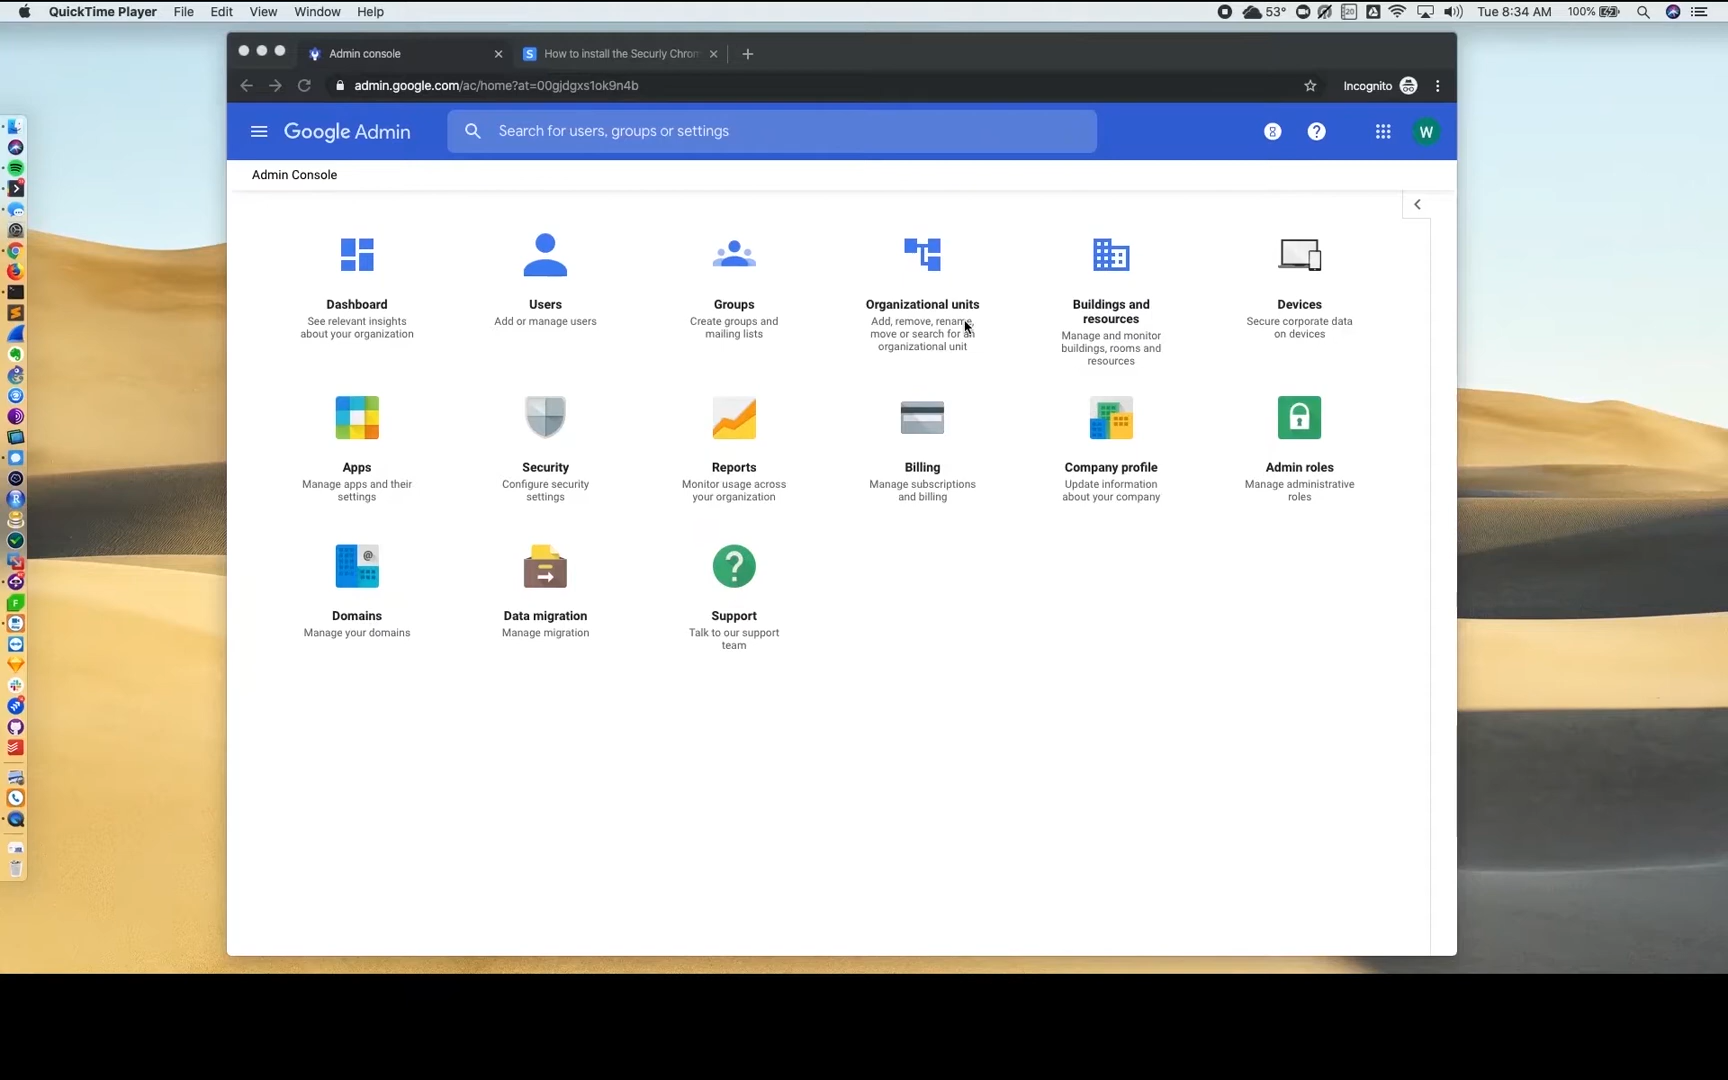 QuickTime Player File Edit View Window Help 53° Tue 8:34 AM 100%
Admin console How to install the Securly Chrom
admin.google.com/ac/home?at=00gjdgxs1ok9n4b Incognito
Google Admin Search for users, groups or settings W
Admin Console
Dashboard
See relevant insights
about your organization
Users
Add or manage users
Groups
Create groups and
mailing lists
Organizational units
Add, remove, rename,
move or search for an
organizational unit
Buildings and
resources
Manage and monitor
buildings, rooms and
resources
Devices
Secure corporate data
on devices
Apps
Manage apps and their
settings
Security
Configure security
settings
Reports
Monitor usage across
your organization
Billing
Manage subscriptions
and billing
Company profile
Update information
about your company
Admin roles
Manage administrative
roles
Domains
Manage your domains
Data migration
Manage migration
Support
Talk to our support
team